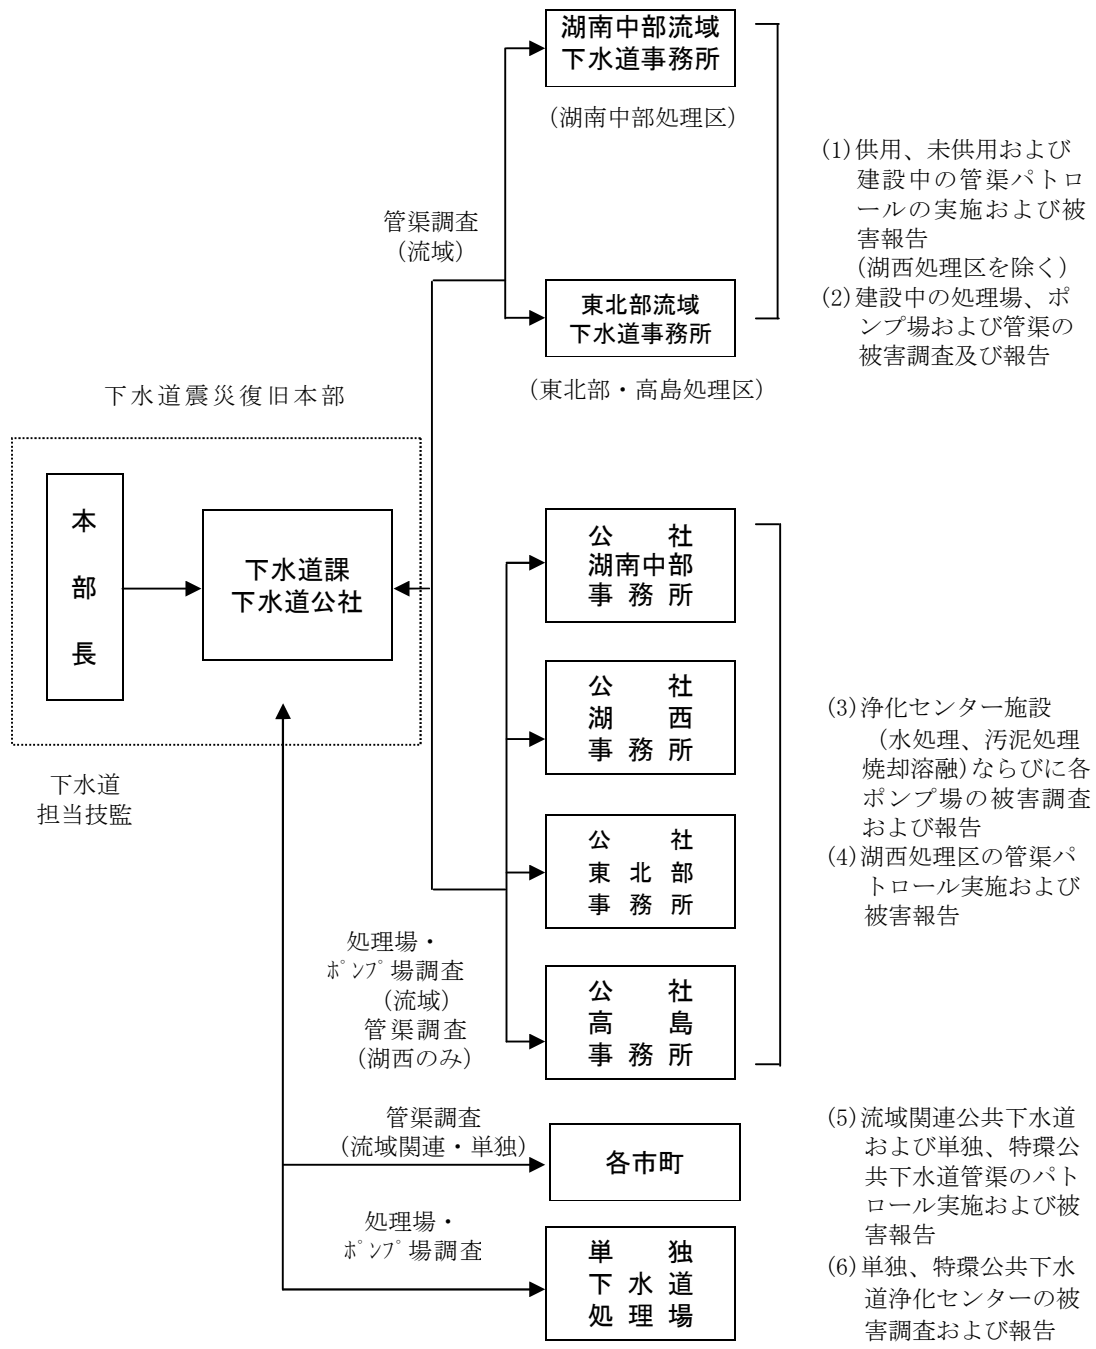 湖南中部流域
下水道事務所
(湖南中部処理区)
(1)供用、未供用および
建設中の管渠パトロ
ールの実施および被
害報告
(湖西処理区を除く)
(2)建設中の処理場、ポ
ンプ場および管渠の
被害調査及び報告
管渠調査
(流域)
東北部流域
下水道事務所
(東北部・高島処理区)
下水道震災復旧本部
本
部
長
下水道課
下水道公社
下水道
担当技監
公 社
湖南中部
事 務 所
公 社
湖 西
事 務 所
公 社
東 北 部
事 務 所
公 社
高 島
事 務 所
(3)浄化センター施設
(水処理、汚泥処理
焼却溶融)ならびに各
ポンプ場の被害調査
および報告
(4)湖西処理区の管渠パ
トロール実施および
被害報告
処理場・
ﾎﾟﾝﾌﾟ場調査
(流域)
管渠調査
(湖西のみ)
管渠調査
(流域関連・単独)
各市町
(5)流域関連公共下水道
および単独、特環公
共下水道管渠のパト
ロール実施および被
害報告
処理場・
ﾎﾟﾝﾌﾟ場調査
単 独
下 水 道
処 理 場
(6)単独、特環公共下水
道浄化センターの被
害調査および報告